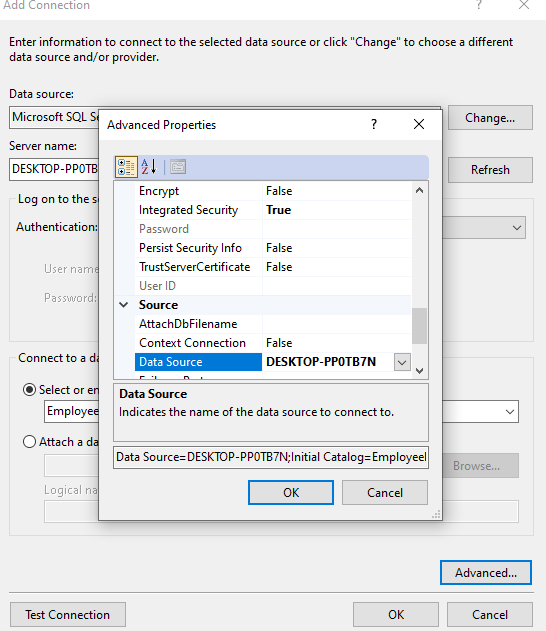 Add Connection
?
Enter information to connect to the selected data source or click "Change" to choose a different
data source and/or provider.
Data source:
Microsoft SQL
Change...
Server name:
DESKTOP-PP0TB
Refresh
Log on to the
Authentication:
User name
Password:
Connect to a
Select or
Employee
Attach a
Browse...
Logical
Advanced...
Test Connection
OK
Cancel
Advanced Properties
?
Encrypt False
Integrated Security True
Password
Persist Security Info False
TrustServerCertificate False
User ID
Source
AttachDbFilename
Context Connection False
Data Source DESKTOP-PP0TB7N
Data Source
Indicates the name of the data source to connect to.
Data Source=DESKTOP-PP0TB7N;Initial Catalog=Employee
OK
Cancel